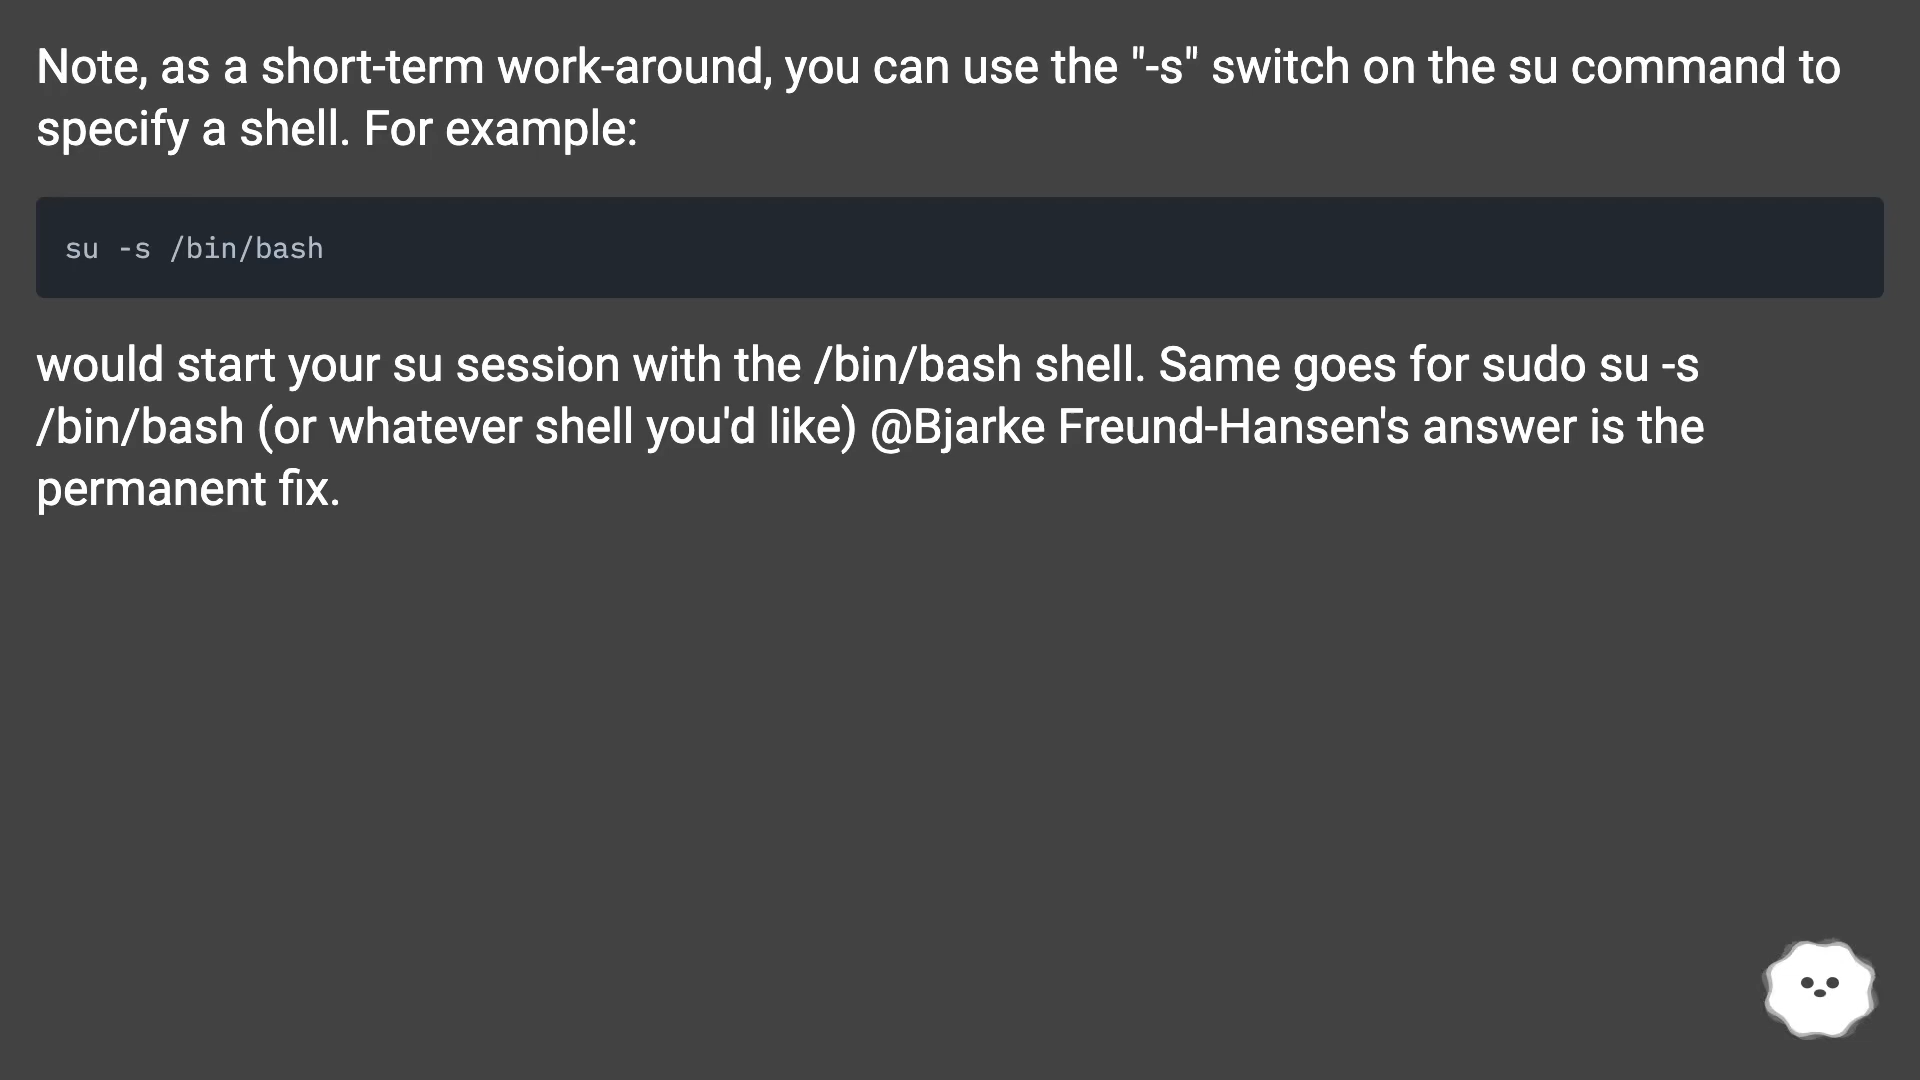 Note, as a short-term work-around, you can use the "-s" switch on the su command to
specify a shell. For example:
su -s /bin/bash
would start your su session with the /bin/bash shell. Same goes for sudo su -s
/bin/bash (or whatever shell you'd like) @Bjarke Freund-Hansen's answer is the
permanent fix.